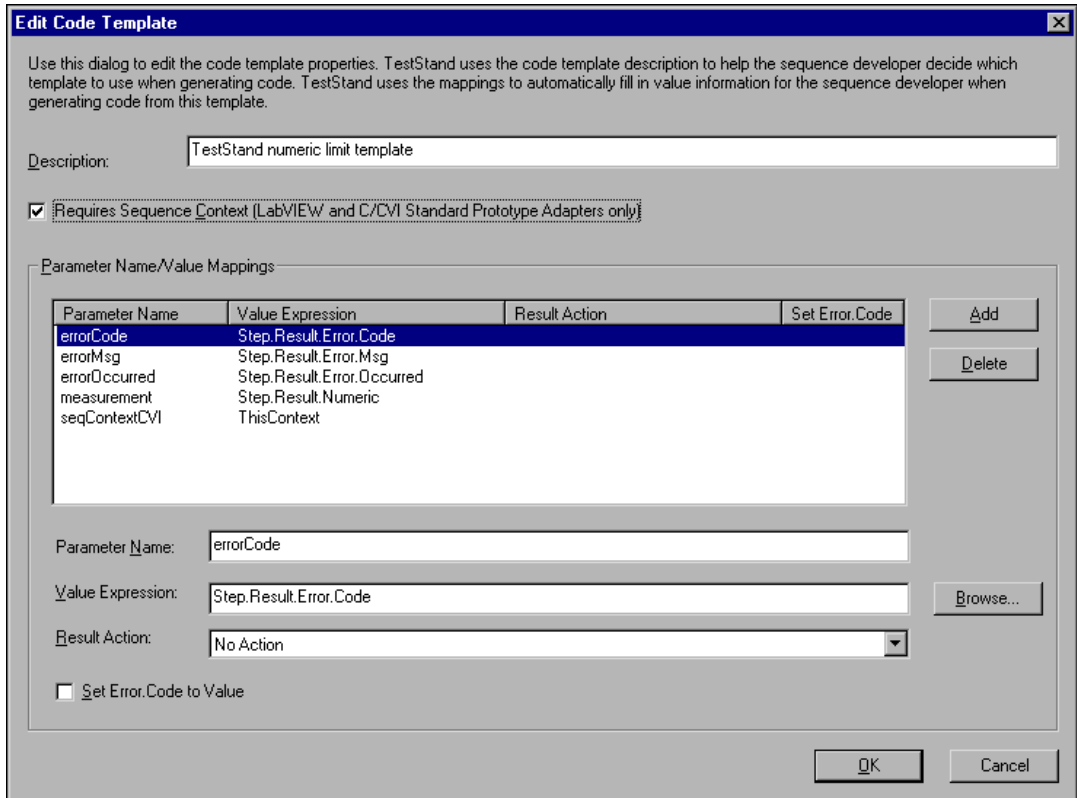 Edit Code Template
Use this dialog to edit the code template properties. TestStand uses the code template description to help the sequence developer decide which
template to use when generating code. TestStand uses the mappings to automatically fill in value information for the sequence developer when
generating code from this template.
Description: TestStand numeric limit template
Requires Sequence Context (LabVIEW and C/CVI Standard Prototype Adapters only)
Parameter Name/Value Mappings
Parameter Name Value Expression Result Action Set Error.Code Add
errorCode Step.Result.Error.Code
errorMsg Step.Result.Error.Msg
errorOccurred Step.Result.Error.Occurred Delete
measurement Step.Result.Numeric
seqContextCVI ThisContext
Parameter Name: errorCode
Value Expression: Step.Result.Error.Code Browse...
Result Action: No Action
Set Error.Code to Value
OK Cancel